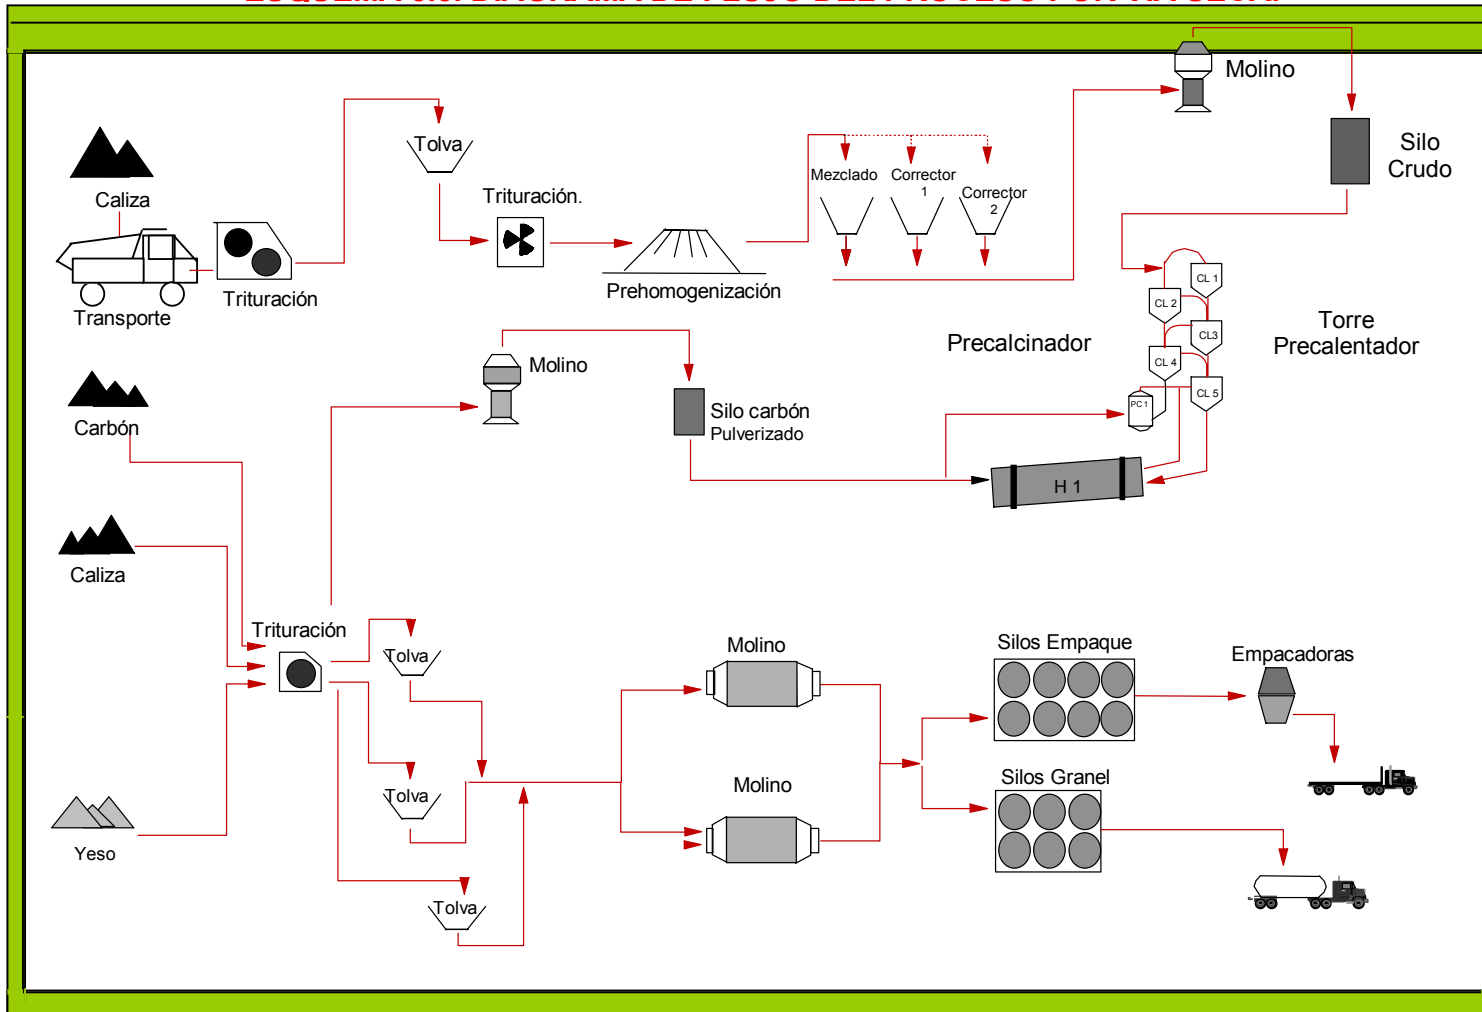 Molino
Tolva
Silo
Crudo
Mezclado
Corrector
1
Corrector
2
Caliza
Trituración.
Trituración
Transporte
Prehomogenización
CL 1
CL 2
CL3
CL 4
CL 5
PC 1
Precalcinador
Torre
Precalentador
Molino
Silo carbón
Pulverizado
Carbón
H 1
Caliza
Trituración
Tolva
Molino
Silos Empaque
Empacadoras
Tolva
Molino
Silos Granel
Yeso
Tolva